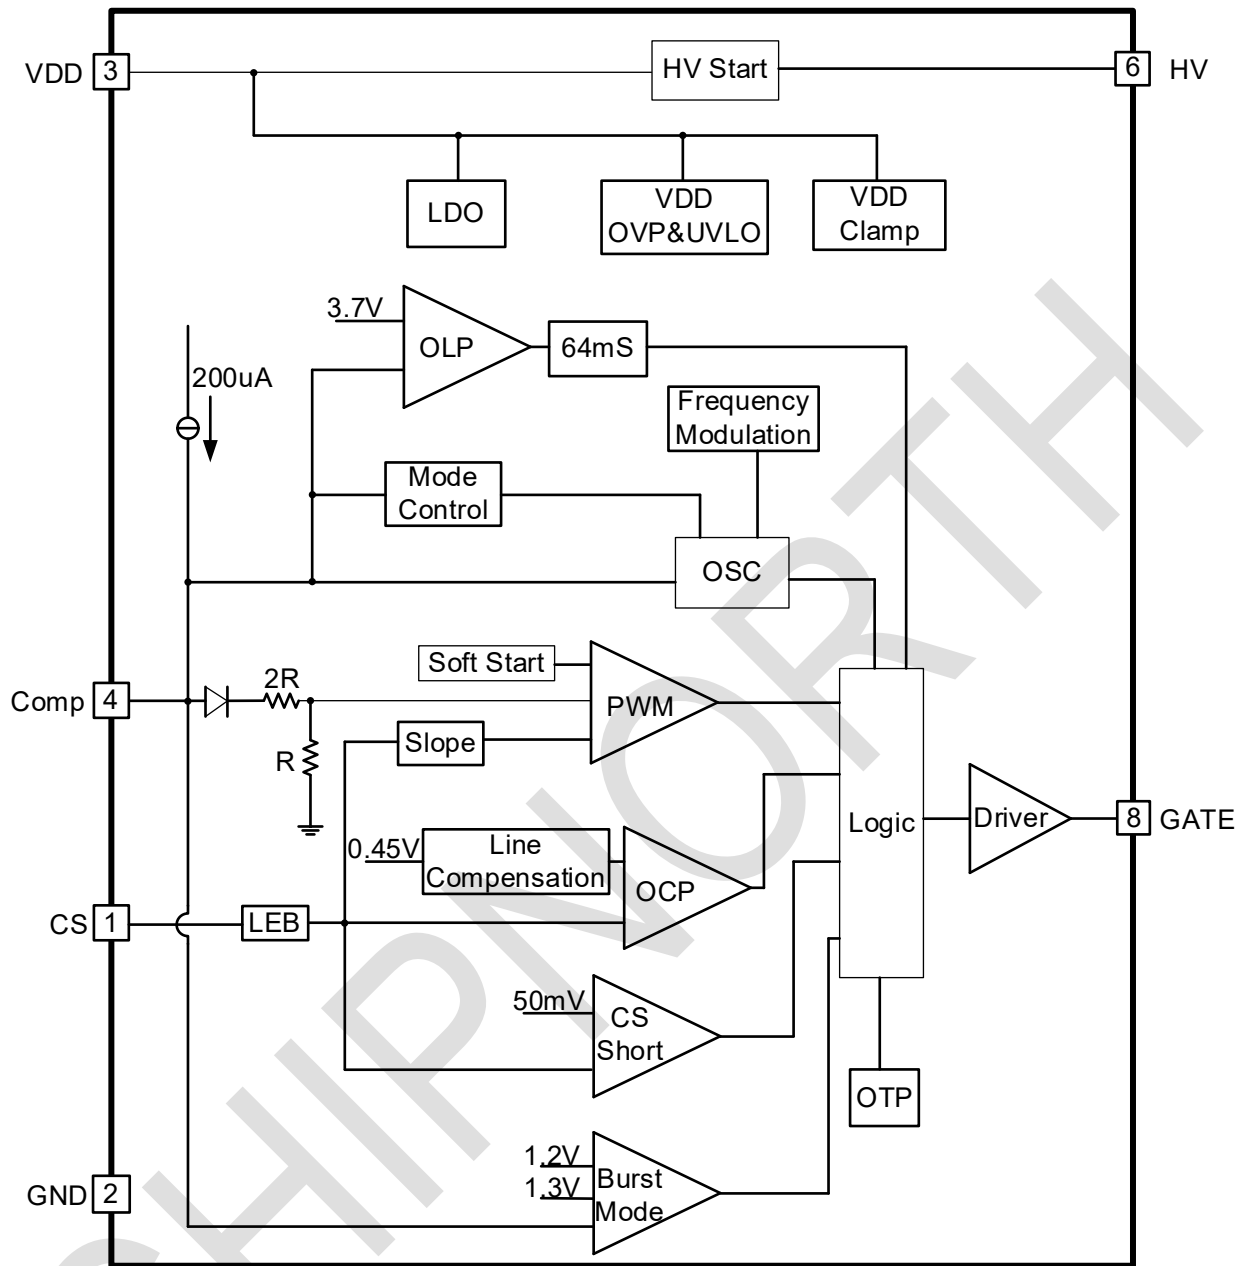 VDD 3
HV Start
6 HV
LDO
VDD
OVP&UVLO
VDD
Clamp
3.7V
OLP
64mS
200uA
Frequency
Modulation
Mode
Control
OSC
Soft Start
Comp 4
2R
PWM
R
Slope
0.45V
Line
Compensation
OCP
Logic
Driver
8 GATE
CS 1
LEB
50mV
CS
Short
OTP
1.2V
1.3V
Burst
Mode
GND 2
HIPNORTH